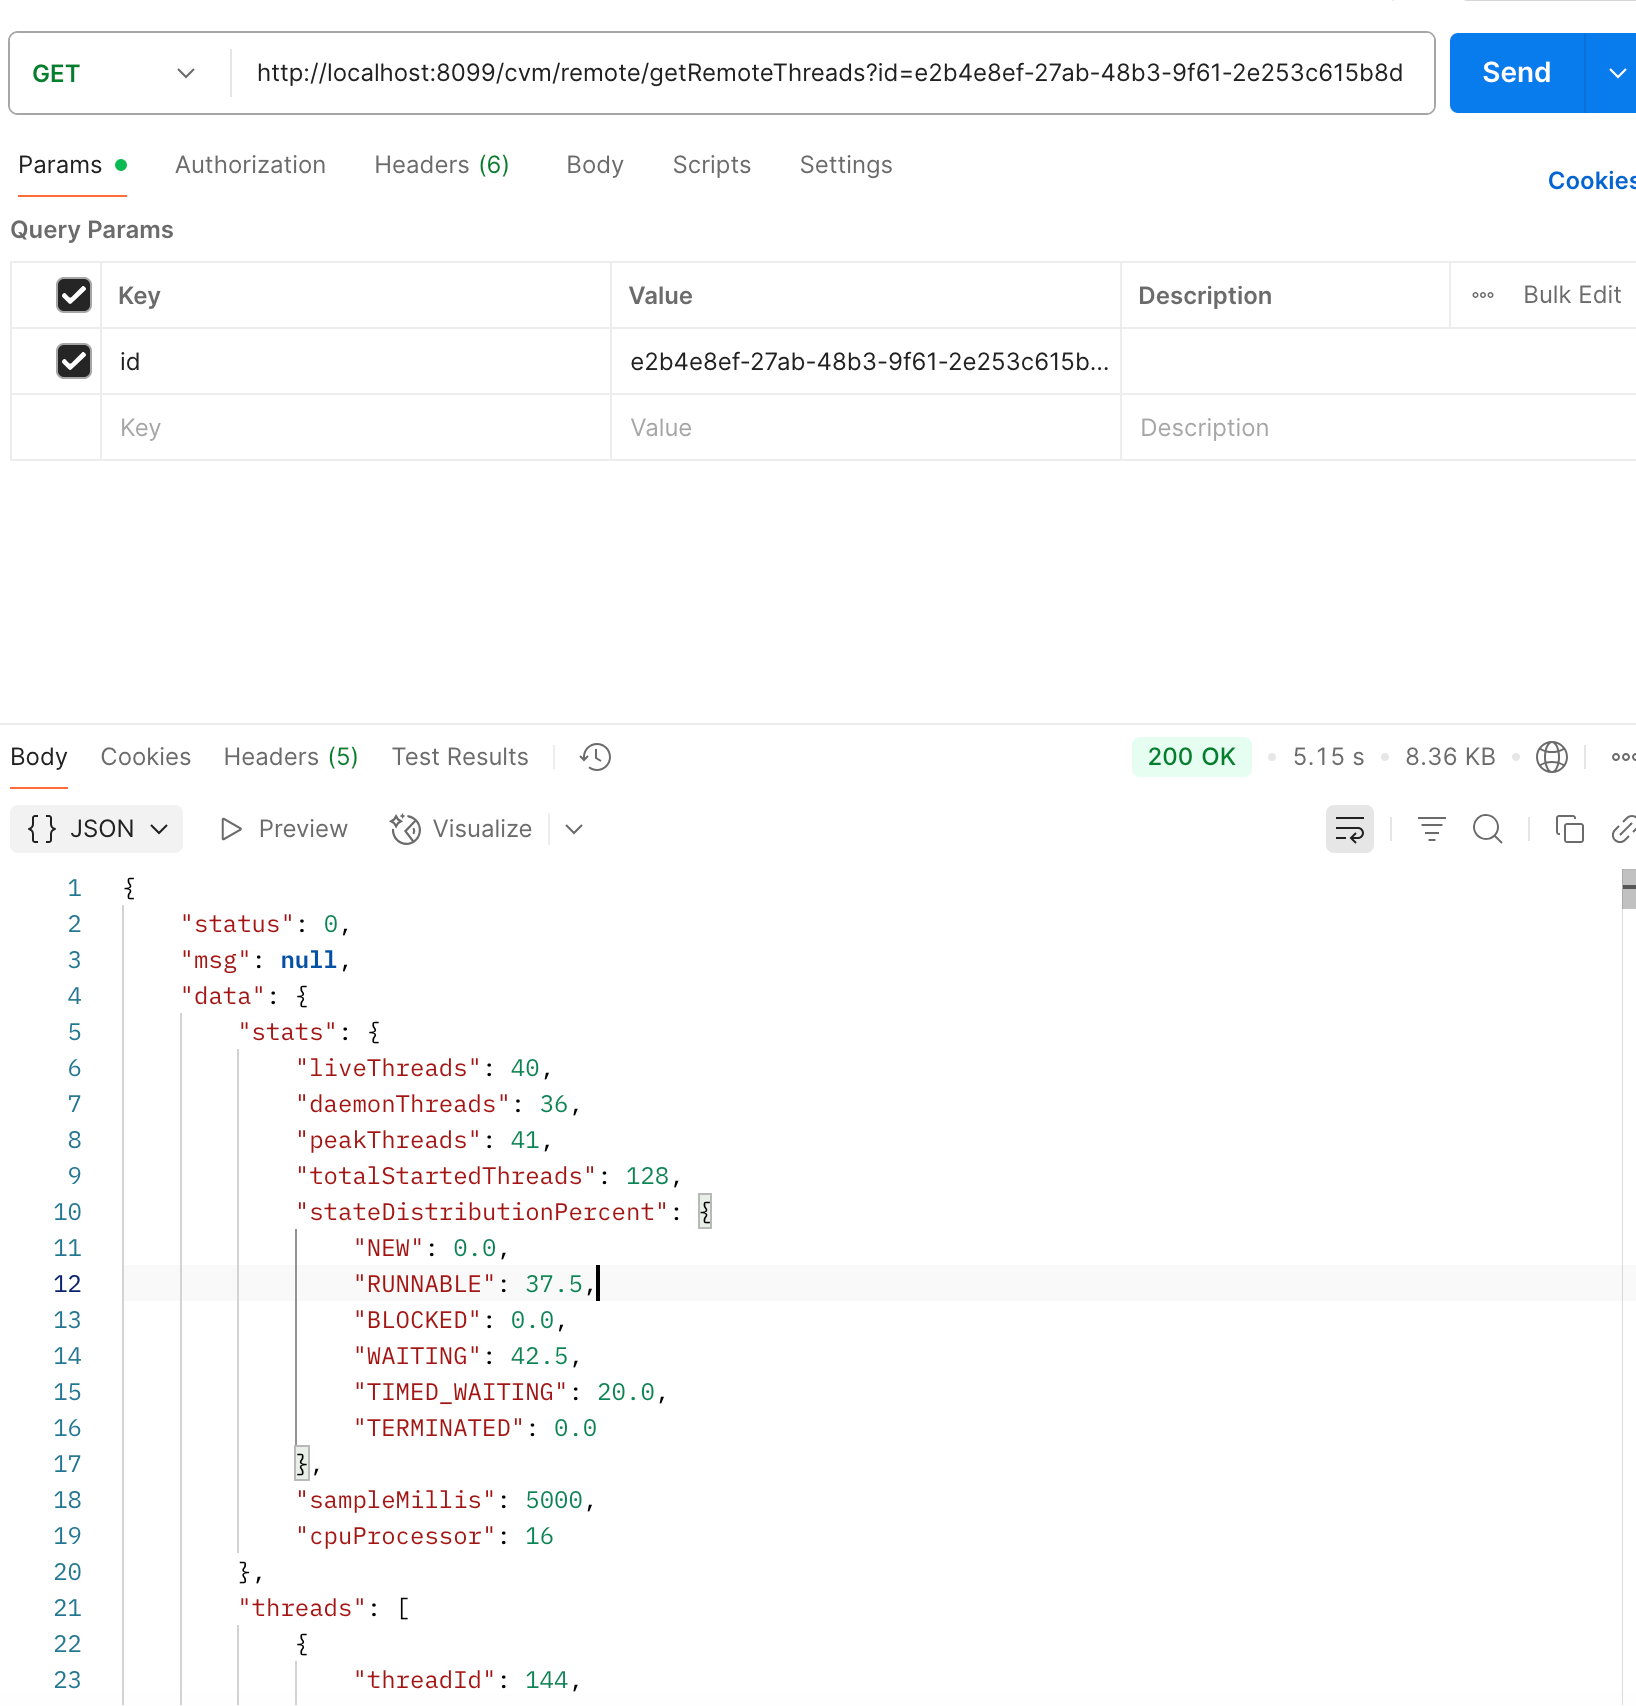 GET http://localhost:8099/cvm/remote/getRemoteThreads?id=e2b4e8ef-27ab-48b3-9f61-2e253c615b8d Send
Params Authorization Headers (6) Body Scripts Settings Cookies
Query Params
Key Value Description Bulk Edit
id e2b4e8ef-27ab-48b3-9f61-2e253c615b...
Key Value Description
Body Cookies Headers (5) Test Results 200 OK 5.15 s 8.36 KB
{} JSON Preview Visualize
1 {
2 "status": 0,
3 "msg": null,
4 "data": {
5 "stats": {
6 "liveThreads": 40,
7 "daemonThreads": 36,
8 "peakThreads": 41,
9 "totalStartedThreads": 128,
10 "stateDistributionPercent": {
11 "NEW": 0.0,
12 "RUNNABLE": 37.5,
13 "BLOCKED": 0.0,
14 "WAITING": 42.5,
15 "TIMED_WAITING": 20.0,
16 "TERMINATED": 0.0
17 },
18 "sampleMillis": 5000,
19 "cpuProcessor": 16
20 },
21 "threads": [
22 {
23 "threadId": 144,